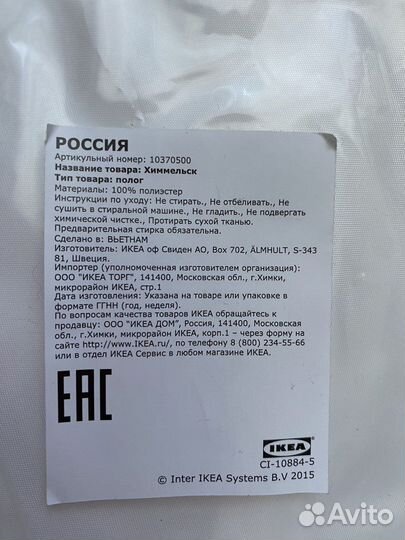 РОССИЯ
Артикульный номер: 10370500
Название товара: Химмельск
Тип товара: полог
Материалы: 100% полиэстер
Инструкции по уходу: Не стирать., Не отбеливать., Не
сушить в стиральной машине., Не гладить., Не подвергать
химической чистке., Протирать сухой тканью.
Предварительная стирка обязательна.
Сделано в: ВЬЕТНАМ
Изготовитель: ИКЕА оф Свиден АО, Box 702, ÄLMHULT, S-343
81, Швеция.
Импортер (уполномоченная изготовителем организация):
ООО "ИКЕА ТОРГ", 141400, Московская обл., г.Химки,
микрорайон ИКЕА, стр.1
Дата изготовления: Указана на товаре или упаковке в
формате ГГНН (год, неделя).
По вопросам качества товаров ИКЕА обращайтесь к
продавцу: ООО "ИКЕА ДОМ", Россия, 141400, Московская
обл., г.Химки, микрорайон ИКЕА, корп.1 – через форму на
сайте http://www.IKEA.ru/, по телефону 8 (800) 234-55-66
или в отдел ИКЕА Сервис в любом магазине ИКЕА.
EAC
IKEA
CI-10884-5
© Inter IKEA Systems B.V 2015
Avito